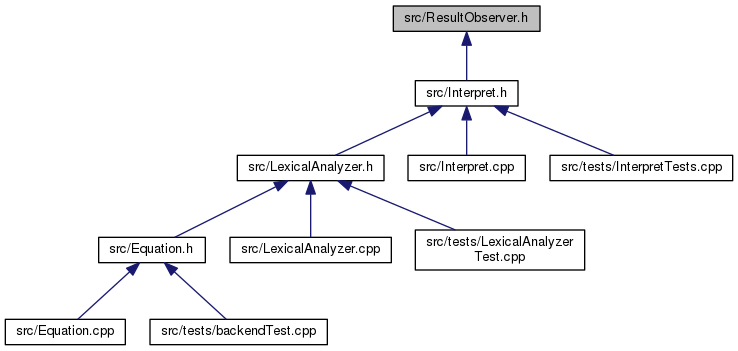 src/ResultObserver.h
src/Interpret.h
src/LexicalAnalyzer.h
src/Interpret.cpp
src/tests/InterpretTests.cpp
src/Equation.h
src/LexicalAnalyzer.cpp
src/tests/LexicalAnalyzer
Test.cpp
src/Equation.cpp
src/tests/backendTest.cpp